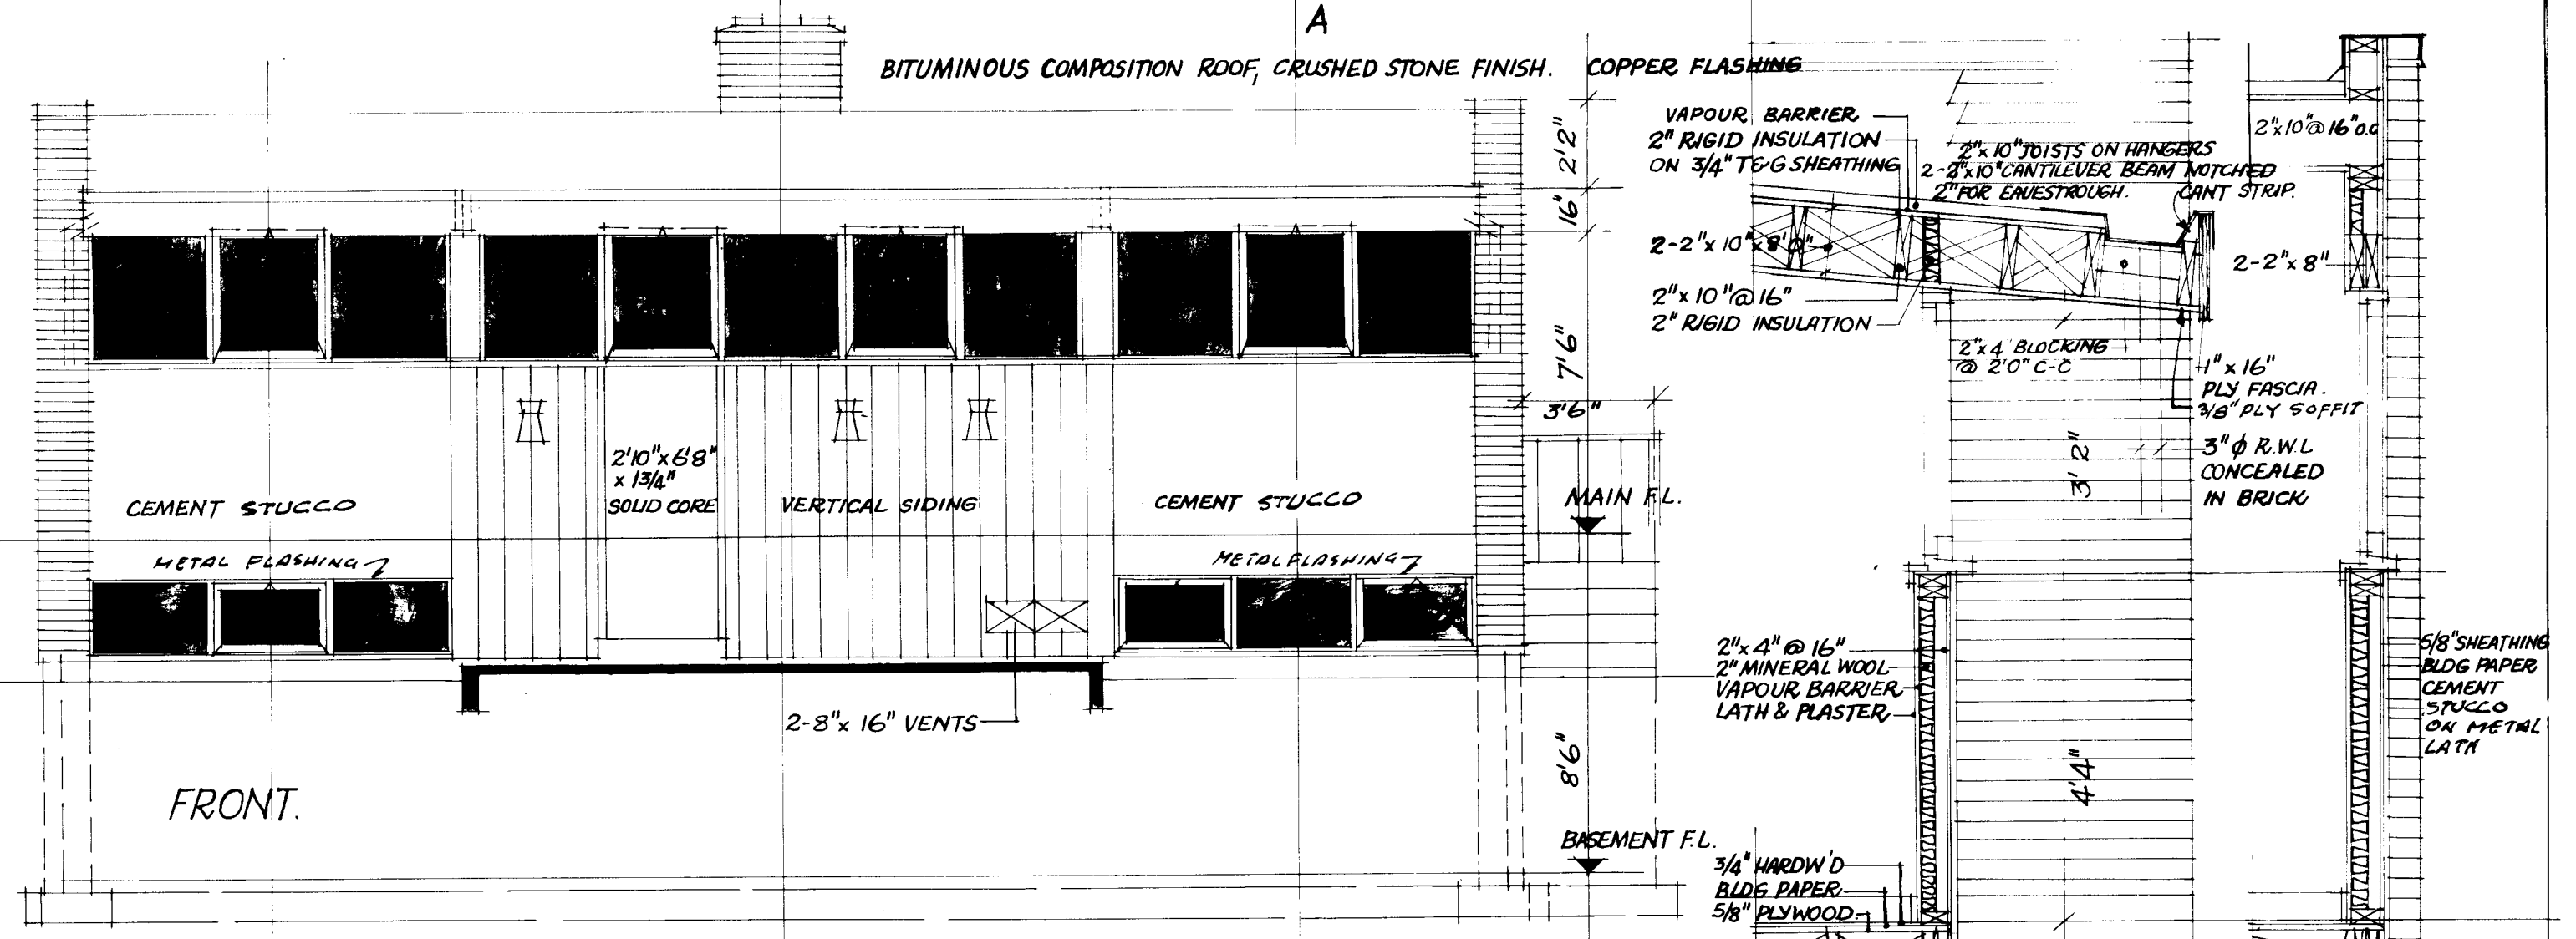 A
BITUMINOUS COMPOSITION ROOF, CRUSHED STONE FINISH. COPPER FLASHING
2'2"
16"
7'6"
3'6"
8'6"
2'10"x6'8"
x 1 3/4"
SOLID CORE
CEMENT STUCCO
VERTICAL SIDING
CEMENT STUCCO
METAL FLASHING
METAL FLASHING
MAIN F.L.
2-8"x 16" VENTS
FRONT.
BASEMENT F.L.
VAPOUR BARRIER
2" RIGID INSULATION
ON 3/4" T&G SHEATHING
2"x10" JOISTS ON HANGERS
2-2"x10" CANTILEVER BEAM NOTCHED
2" FOR EAVESTROUGH.
CANT STRIP.
2-2"x 10"x8'0"
2"x 10"@ 16"
2" RIGID INSULATION
2"x4" BLOCKING
@ 2'0" C-C
1" x 16"
PLY FASCIA.
3/8" PLY SOFFIT
3" φ R.W.L
CONCEALED
IN BRICK
3' 2"
4'4"
2"x 4" @ 16"
2" MINERAL WOOL
VAPOUR BARRIER
LATH & PLASTER
3/4" HARDW'D
BLDG PAPER
5/8" PLYWOOD
2"x10"@ 16" O.C
2-2"x 8"
5/8" SHEATHING
BLDG PAPER
CEMENT
STUCCO
ON METAL
LATH